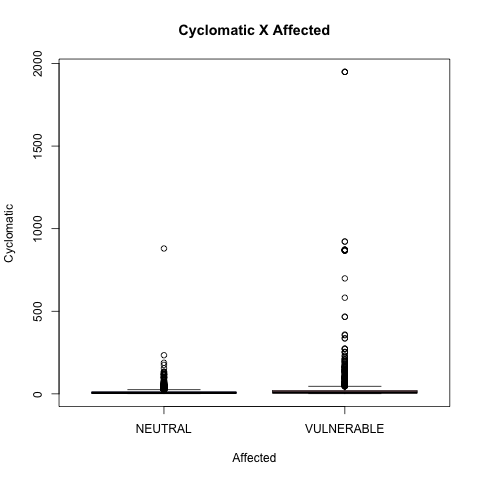 Cyclomatic X Affected
Cyclomatic
2000
1500
1000
500
0
NEUTRAL
VULNERABLE
Affected